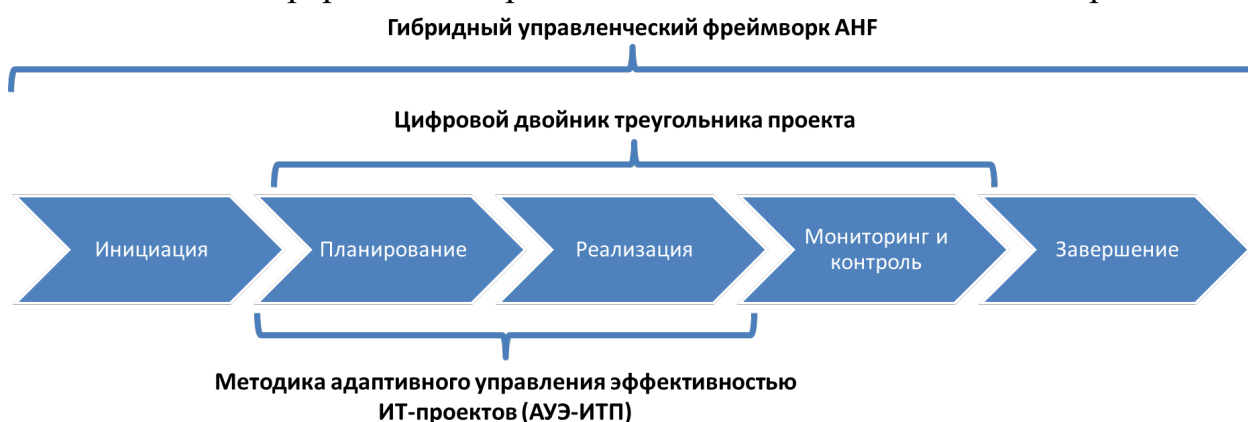 Гибридный управленческий фреймворк AHF
Цифровой двойник треугольника проекта
Инициация
Планирование
Реализация
Мониторинг и
контроль
Завершение
Методика адаптивного управления эффективностью
ИТ-проектов (АУЭ-ИТП)